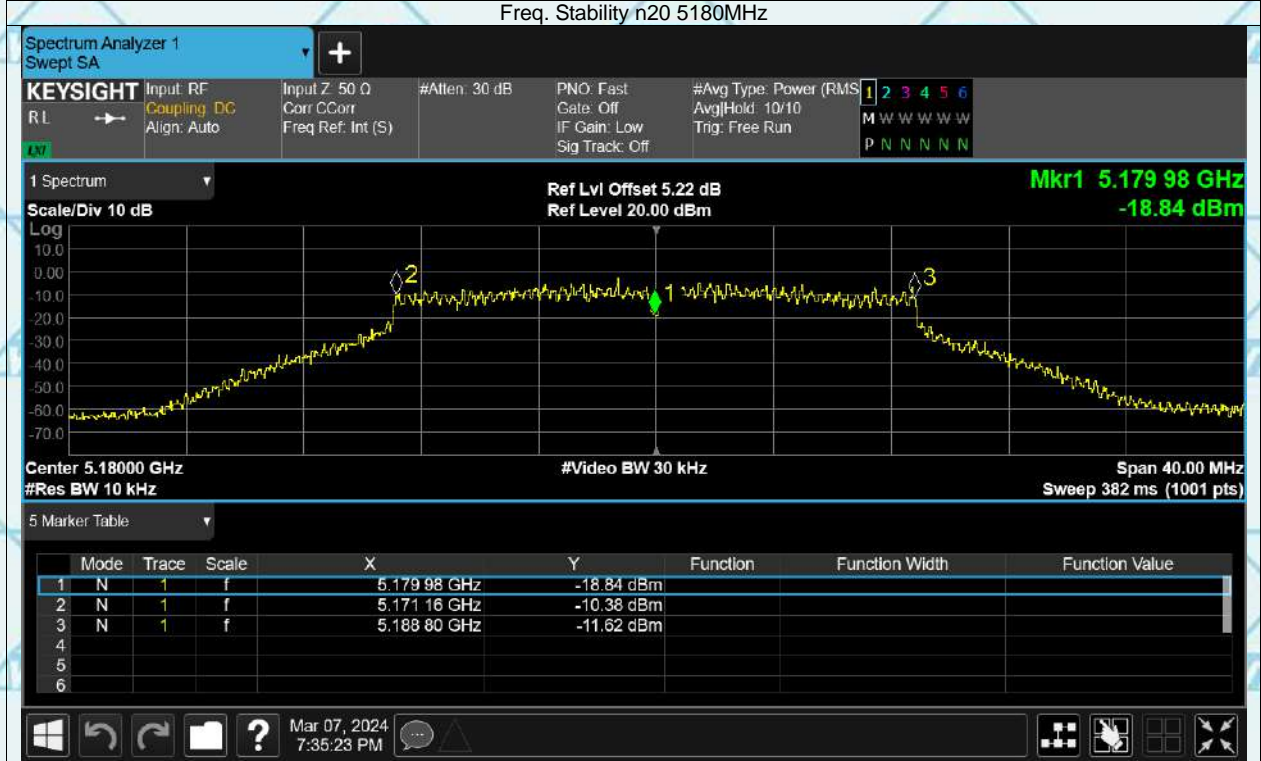 Freq. Stability n20 5180MHz
Spectrum Analyzer 1
Swept SA
KEYSIGHT
RL
LXI
Input: RF
Coupling: DC
Align: Auto
Input Z: 50 Ω
Corr CCorr
Freq Ref: Int (S)
#Atten: 30 dB
PNO: Fast
Gate: Off
IF Gain: Low
Sig Track: Off
#Avg Type: Power (RMS
Avg|Hold: 10/10
Trig: Free Run
1 2 3 4 5 6
M W W W W W
P N N N N N
1 Spectrum
Scale/Div 10 dB
Ref Lvl Offset 5.22 dB
Ref Level 20.00 dBm
Mkr1 5.179 98 GHz
-18.84 dBm
Log
10.0
0.00
-10.0
-20.0
-30.0
-40.0
-50.0
-60.0
-70.0
2
1
3
Center 5.18000 GHz
#Res BW 10 kHz
#Video BW 30 kHz
Span 40.00 MHz
Sweep 382 ms (1001 pts)
5 Marker Table
Mode Trace Scale X Y Function Function Width Function Value
1 N 1 f 5.179 98 GHz -18.84 dBm
2 N 1 f 5.171 16 GHz -10.38 dBm
3 N 1 f 5.188 80 GHz -11.62 dBm
4
5
6
?
Mar 07, 2024
7:35:23 PM